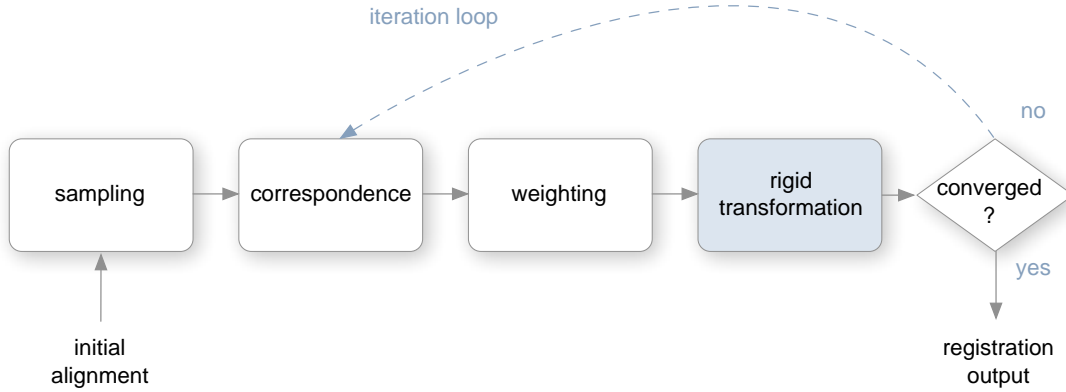 iteration loop
no
sampling
correspondence
weighting
rigid
transformation
converged
?
yes
initial
alignment
registration
output